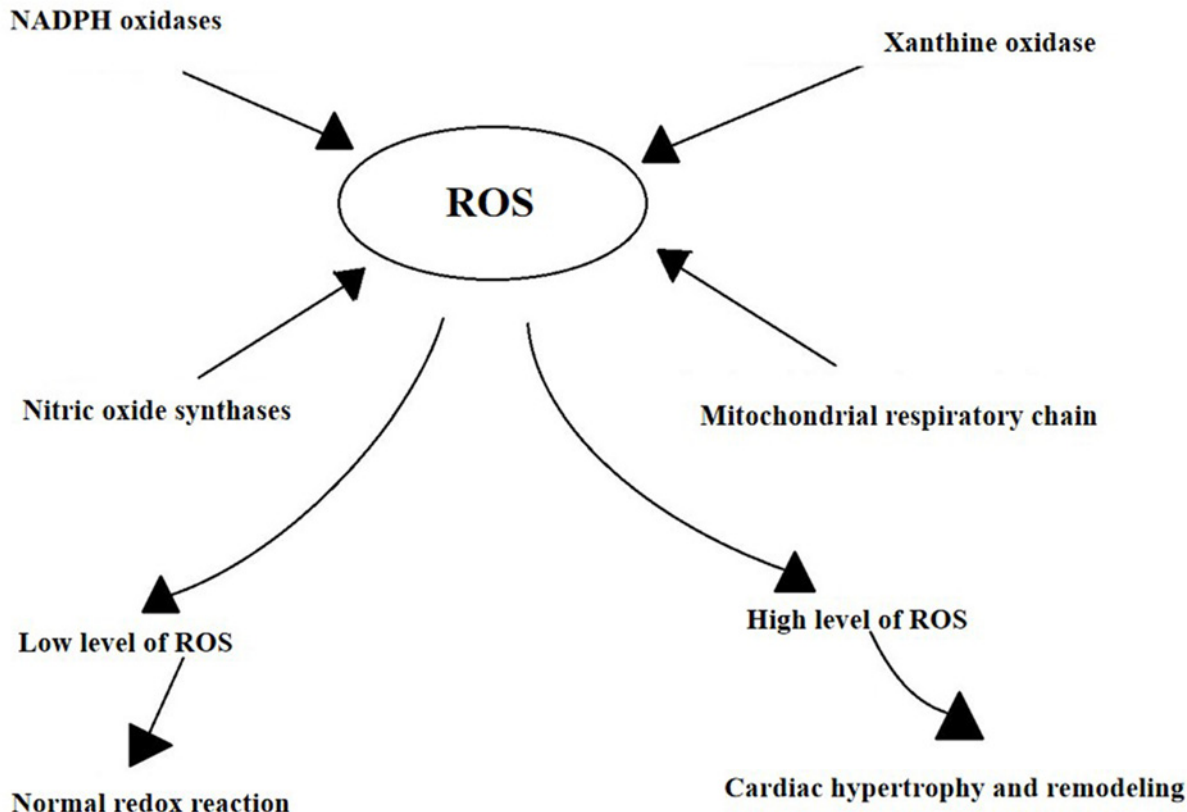 NADPH oxidases
Xanthine oxidase
ROS
Nitric oxide synthases
Mitochondrial respiratory chain
Low level of ROS
High level of ROS
Normal redox reaction
Cardiac hypertrophy and remodeling